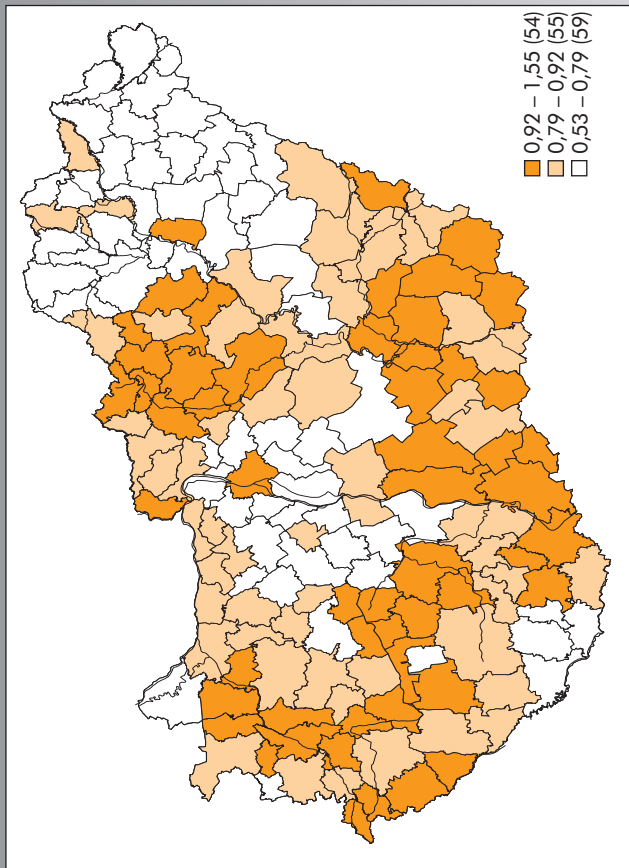 0,92 – 1,55 (54)
0,79 – 0,92 (55)
0,53 – 0,79 (59)